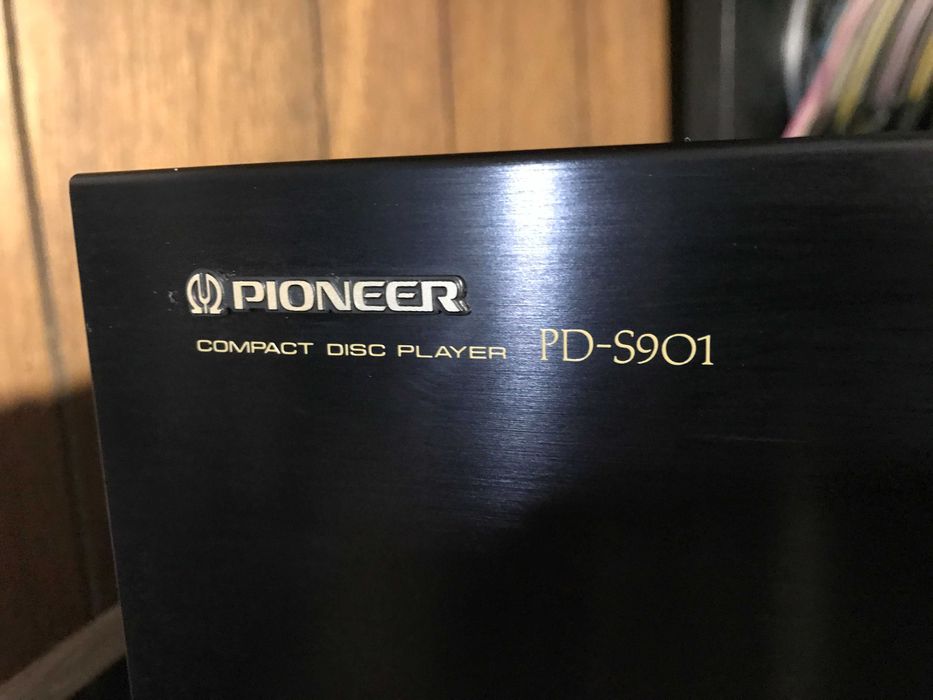 PIONEER
COMPACT DISC PLAYER PD-S901